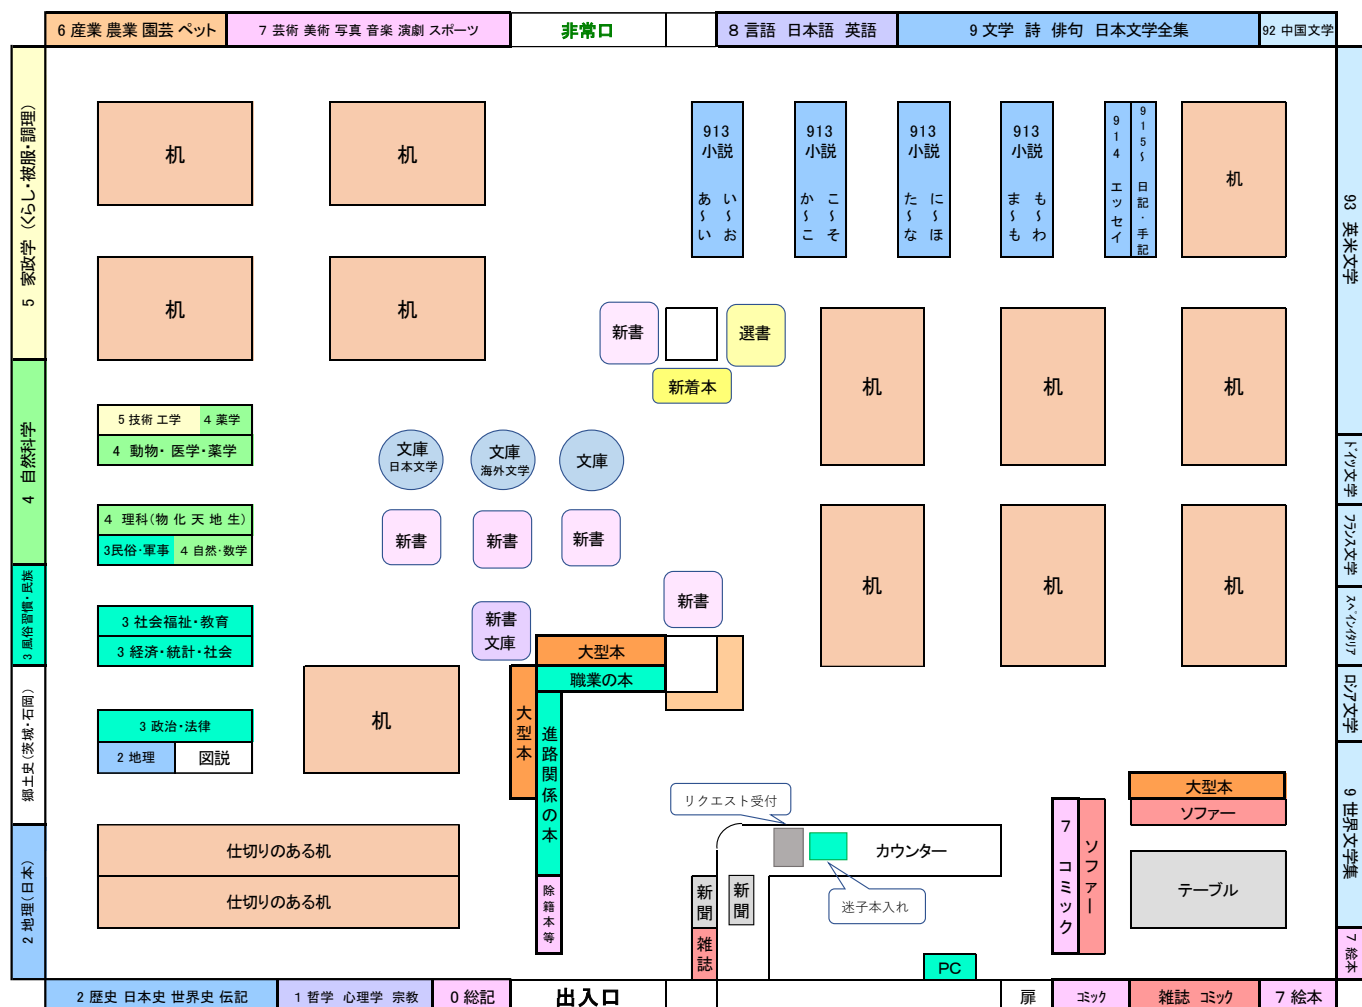 6 産業 農業 園芸 ペット
7 芸術 美術 写真 音楽 演劇 スポーツ
非常口
8 言語 日本語 英語
9 文学 詩 俳句 日本文学全集
92 中国文学
5 家政学 (くらし・被服・調理)
4 自然科学
3 風俗習慣・民族
郷土史(茨城・石岡)
2 地理(日本)
机
机
913 小説 あ~い い~お
913 小説 か~こ こ~そ
913 小説 た~な に~ほ
913 小説 ま~も も~わ
914 エッセイ
915~ 日記・手記
机
93 英米文学
机
机
新書
選書
新着本
机
机
机
5 技術 工学
4 薬学
4 動物・医学・薬学
文庫
日本文学
文庫
海外文学
文庫
ドイツ文学
4 理科(物 化 天 地 生)
3民俗・軍事
4 自然・数学
新書
新書
新書
机
机
机
フランス文学
3 社会福祉・教育
3 経済・統計・社会
新書
文庫
新書
スペインイタリア
大型本
職業の本
大型本
進路関係の本
机
ロシア文学
3 政治・法律
2 地理
図説
リクエスト受付
大型本
ソファー
9 世界文学集
7 コミック
ソファー
仕切りのある机
仕切りのある机
カウンター
テーブル
除籍本等
新聞
新聞
迷子本入れ
雑誌
PC
7 絵本
2 歴史 日本史 世界史 伝記
1 哲学 心理学 宗教
0 総記
出入口
扉
コミック
雑誌 コミック
7 絵本